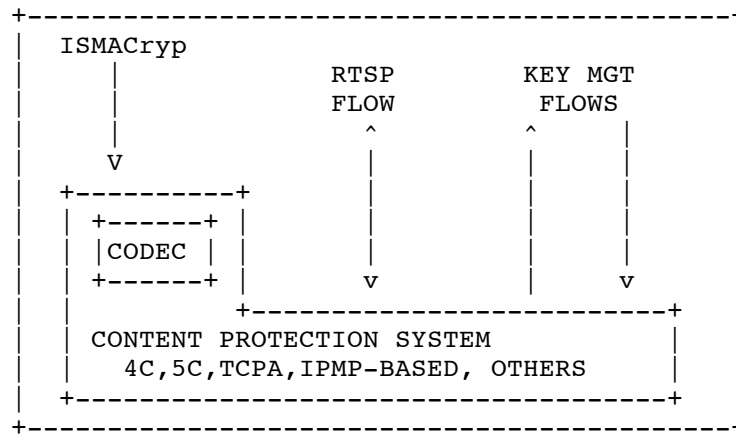 ISMACryp
RTSP KEY MGT
FLOW FLOWS
CODEC
CONTENT PROTECTION SYSTEM
4C,5C,TCPA,IPMP-BASED, OTHERS